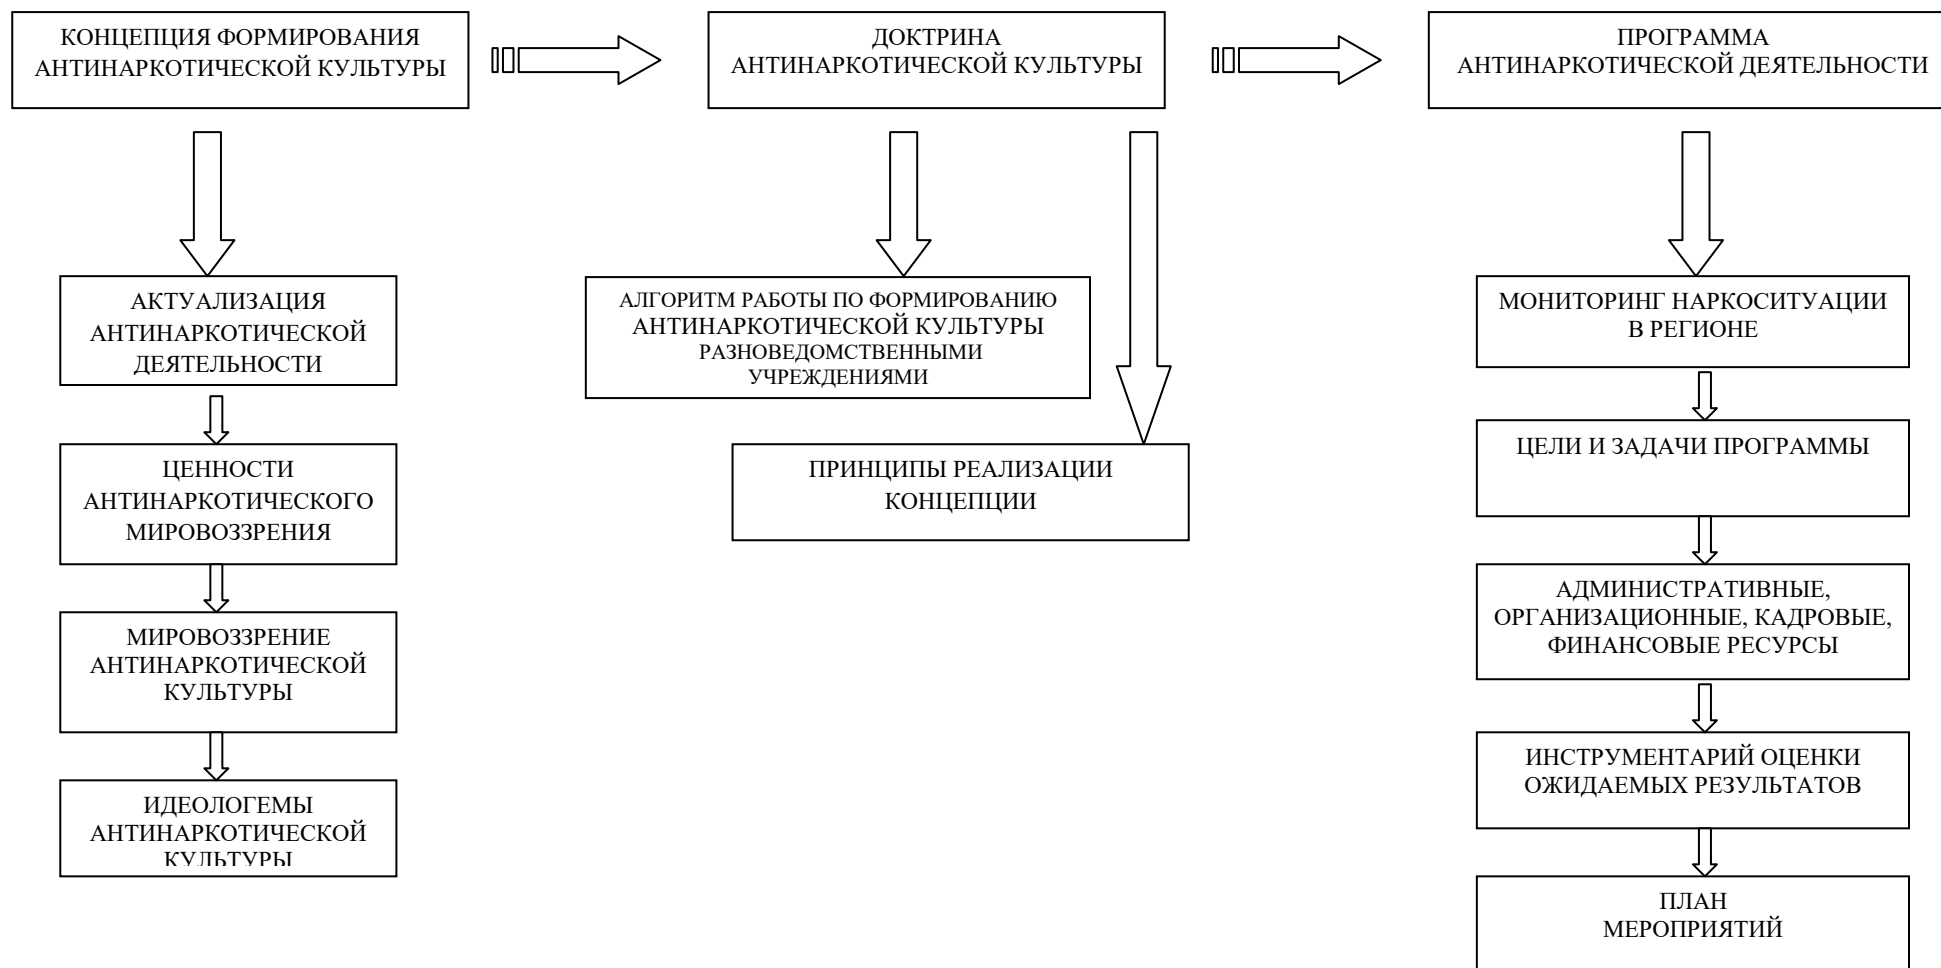 КОНЦЕПЦИЯ ФОРМИРОВАНИЯ
АНТИНАРКОТИЧЕСКОЙ КУЛЬТУРЫ
ДОКТРИНА
АНТИНАРКОТИЧЕСКОЙ КУЛЬТУРЫ
ПРОГРАММА
АНТИНАРКОТИЧЕСКОЙ ДЕЯТЕЛЬНОСТИ
АКТУАЛИЗАЦИЯ
АНТИНАРКОТИЧЕСКОЙ
ДЕЯТЕЛЬНОСТИ
ЦЕННОСТИ
АНТИНАРКОТИЧЕСКОГО
МИРОВОЗЗРЕНИЯ
МИРОВОЗЗРЕНИЕ
АНТИНАРКОТИЧЕСКОЙ
КУЛЬТУРЫ
ИДЕОЛОГЕМЫ
АНТИНАРКОТИЧЕСКОЙ
КУЛЬТУРЫ
АЛГОРИТМ РАБОТЫ ПО ФОРМИРОВАНИЮ
АНТИНАРКОТИЧЕСКОЙ КУЛЬТУРЫ
РАЗНОВЕДОМСТВЕННЫМИ
УЧРЕЖДЕНИЯМИ
ПРИНЦИПЫ РЕАЛИЗАЦИИ
КОНЦЕПЦИИ
МОНИТОРИНГ НАРКОСИТУАЦИИ
В РЕГИОНЕ
ЦЕЛИ И ЗАДАЧИ ПРОГРАММЫ
АДМИНИСТРАТИВНЫЕ,
ОРГАНИЗАЦИОННЫЕ, КАДРОВЫЕ,
ФИНАНСОВЫЕ РЕСУРСЫ
ИНСТРУМЕНТАРИЙ ОЦЕНКИ
ОЖИДАЕМЫХ РЕЗУЛЬТАТОВ
ПЛАН
МЕРОПРИЯТИЙ